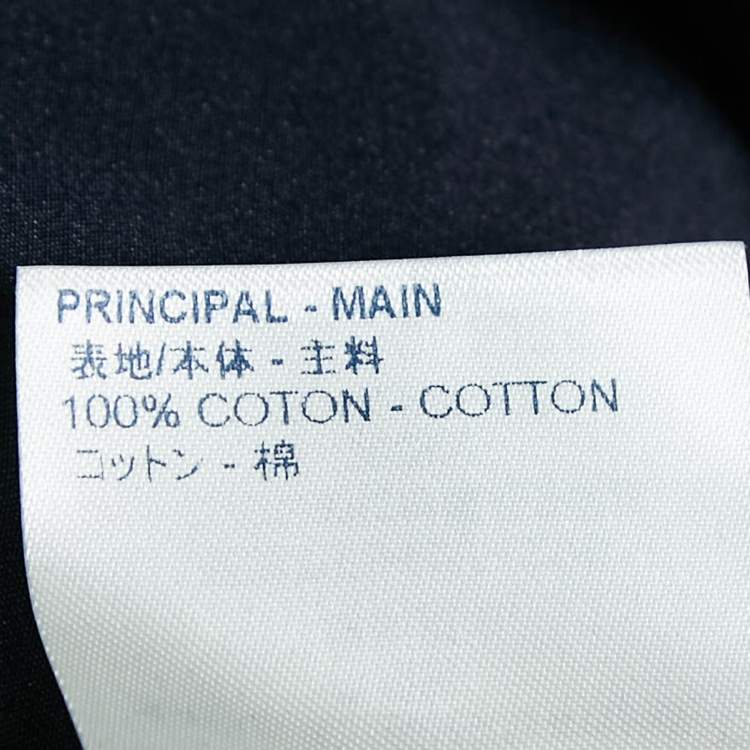 PRINCIPAL - MAIN
表地/本体 - 主料
100% COTON - COTTON
コットン - 棉